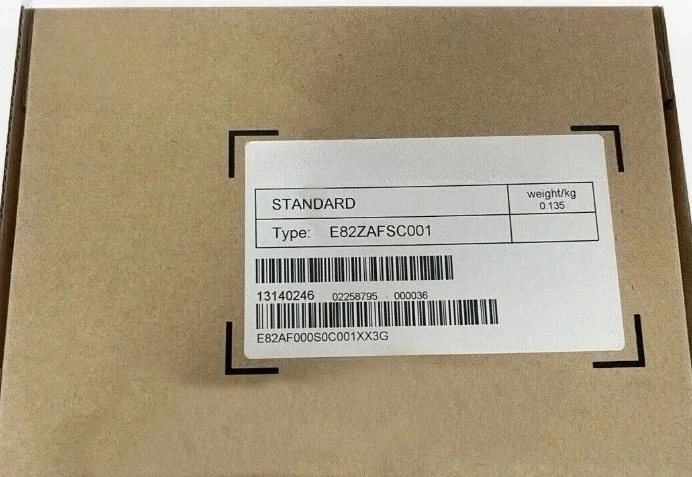 STANDARD
weight/kg
0.135
Type: E82ZAFSC001
13140246 02258795 000036
E82AF000S0C001XX3G